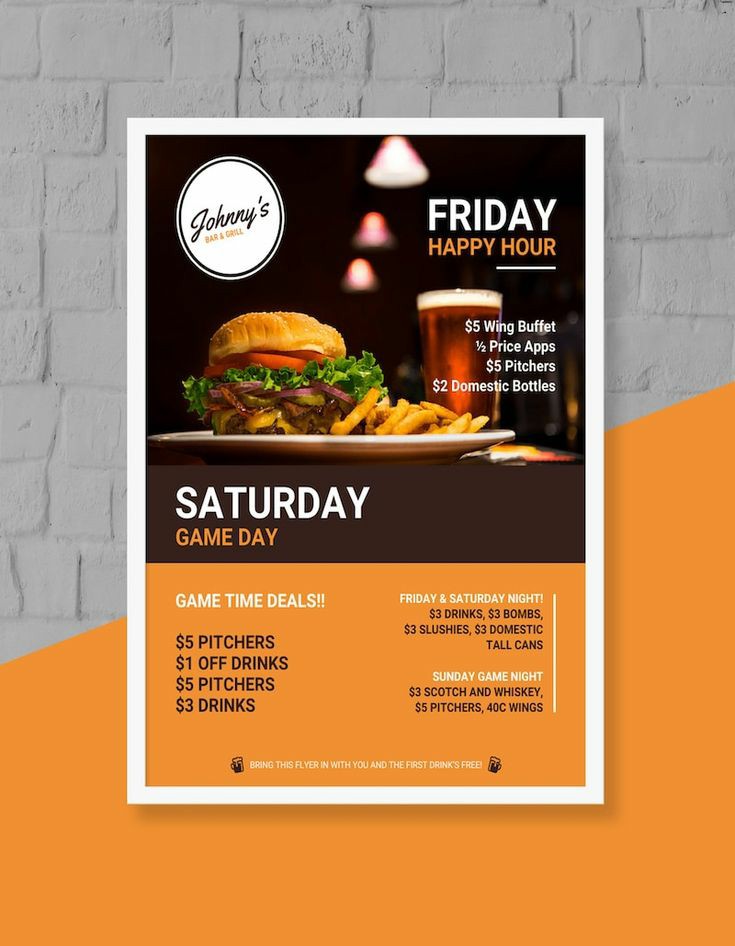 Johnny's
BAR & GRILL
FRIDAY
HAPPY HOUR
$5 Wing Buffet
½ Price Apps
$5 Pitchers
$2 Domestic Bottles
SATURDAY
GAME DAY
GAME TIME DEALS!!
$5 PITCHERS
$1 OFF DRINKS
$5 PITCHERS
$3 DRINKS
FRIDAY & SATURDAY NIGHT!
$3 DRINKS, $3 BOMBS,
$3 SLUSHIES, $3 DOMESTIC
TALL CANS
SUNDAY GAME NIGHT
$3 SCOTCH AND WHISKEY,
$5 PITCHERS, 40C WINGS
BRING THIS FLYER IN WITH YOU AND THE FIRST DRINK'S FREE!